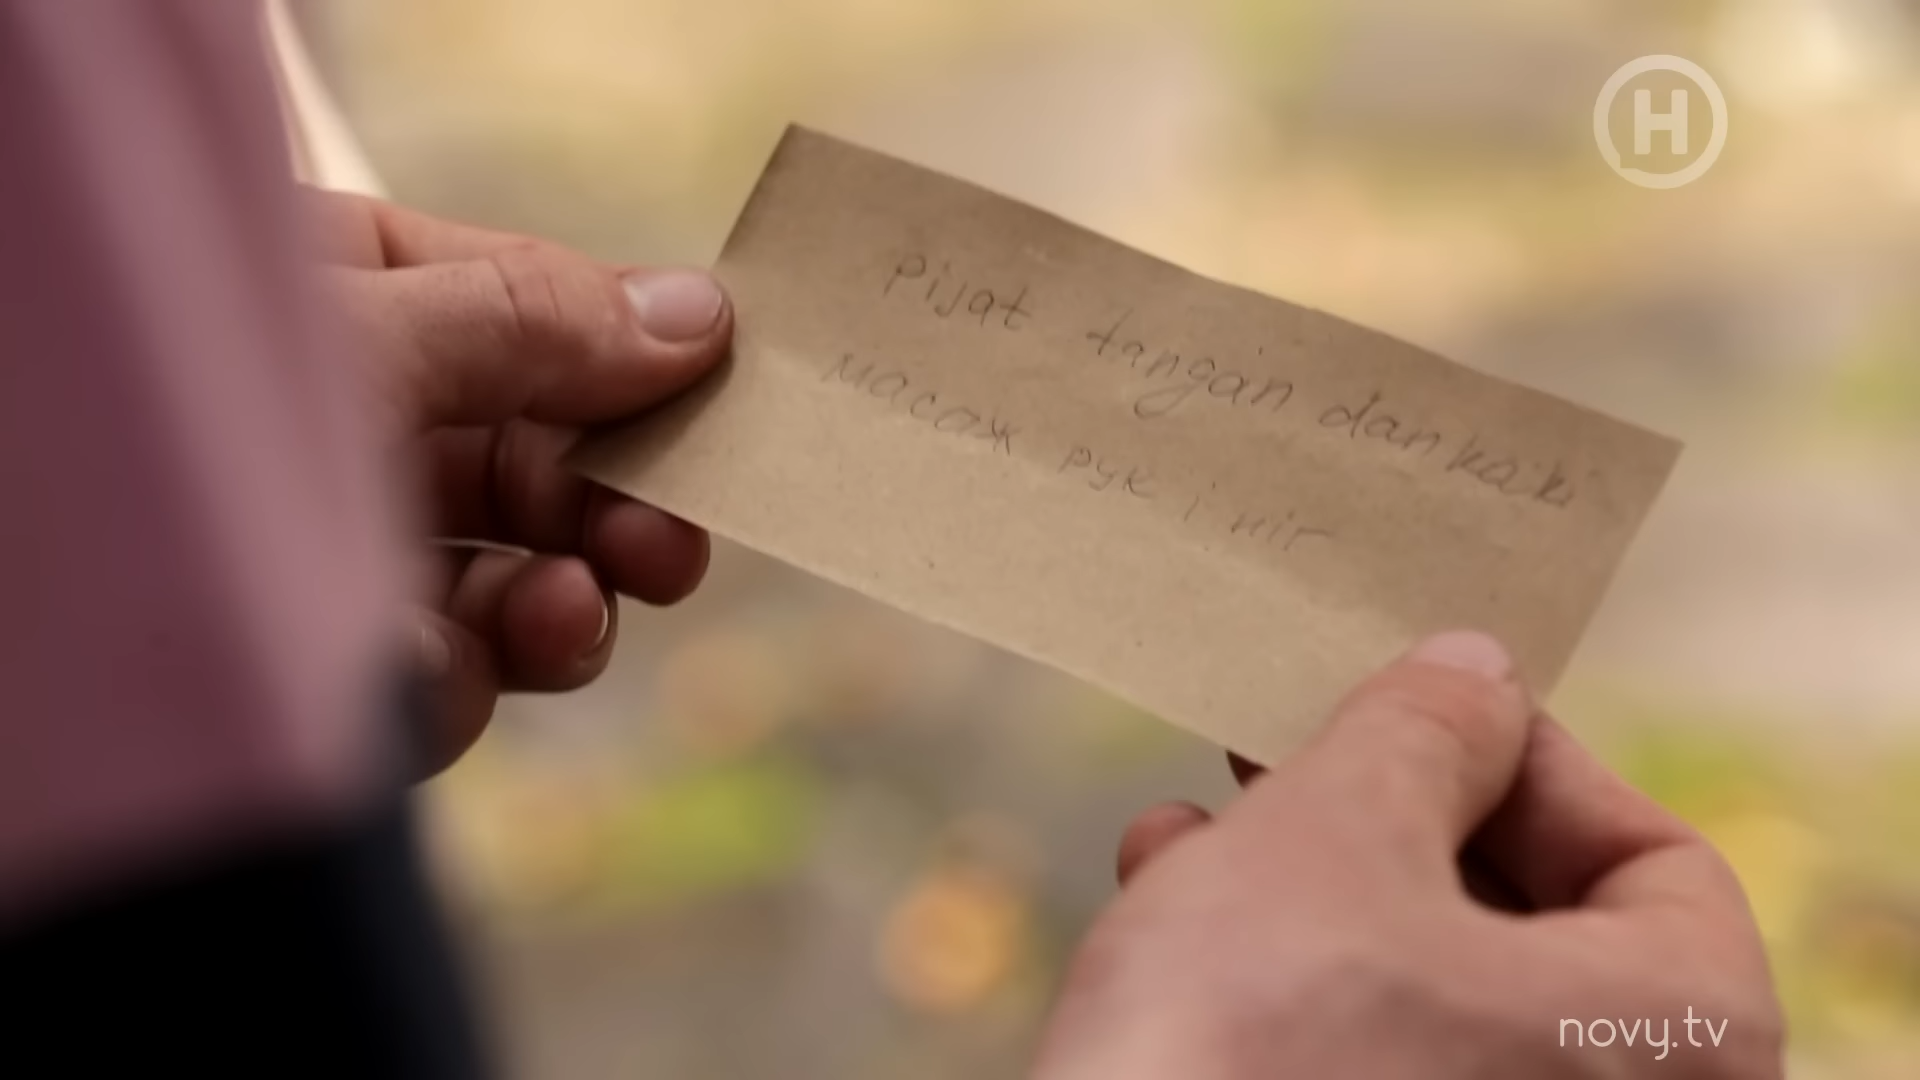 H
Pijat tangan dan kaki
масаж рук і ніг
novy.tv